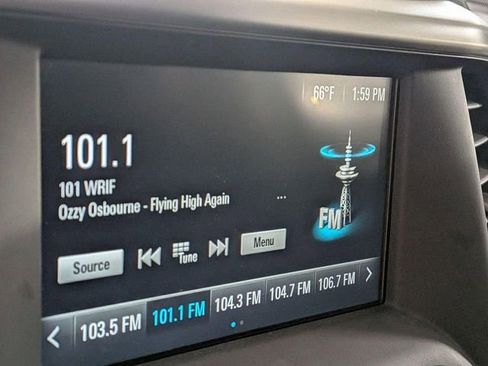 66°F 1:59 PM
101.1
101 WRIF
Ozzy Osbourne - Flying High Again ...
FM
Source Tune Menu
103.5 FM 101.1 FM 104.3 FM 104.7 FM 106.7 FM